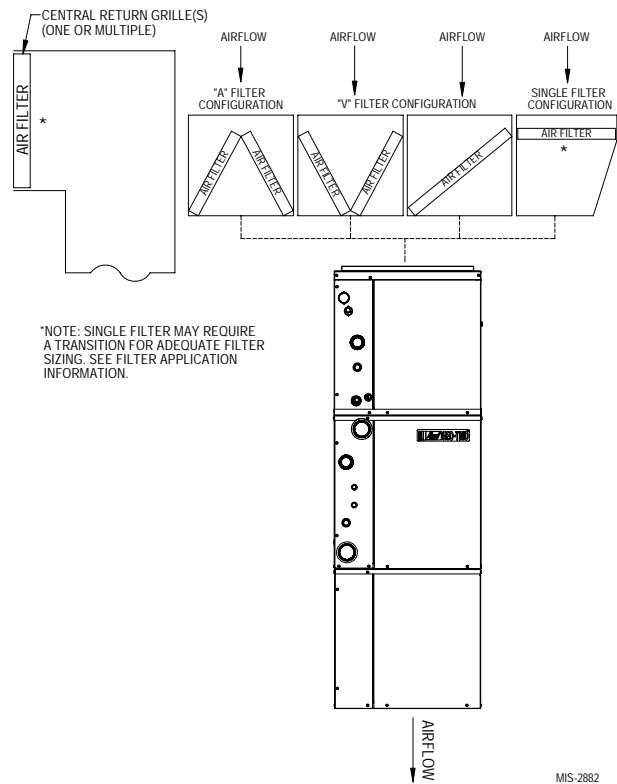 CENTRAL RETURN GRILLE(S)
(ONE OR MULTIPLE)
AIR FILTER
*
AIRFLOW
AIRFLOW
AIRFLOW
AIRFLOW
"A" FILTER
CONFIGURATION
"V" FILTER CONFIGURATION
SINGLE FILTER
CONFIGURATION
AIR FILTER
AIR FILTER
AIR FILTER
AIR FILTER
AIR FILTER
AIR FILTER
*
*NOTE: SINGLE FILTER MAY REQUIRE
A TRANSITION FOR ADEQUATE FILTER
SIZING. SEE FILTER APPLICATION
INFORMATION.
AIRFLOW
MIS-2882